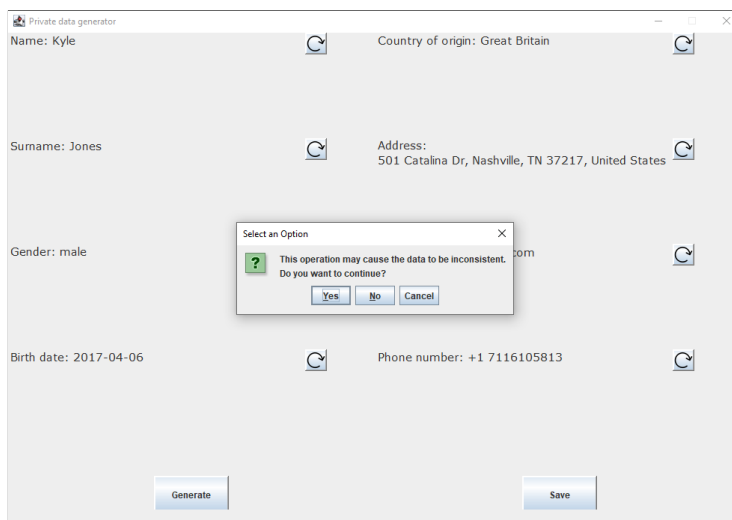 Private data generator
Name: Kyle
Country of origin: Great Britain
Surname: Jones
Address:
501 Catalina Dr, Nashville, TN 37217, United States
Gender: male
com
Select an Option
This operation may cause the data to be inconsistent.
Do you want to continue?
Yes
No
Cancel
Birth date: 2017-04-06
Phone number: +1 7116105813
Generate
Save